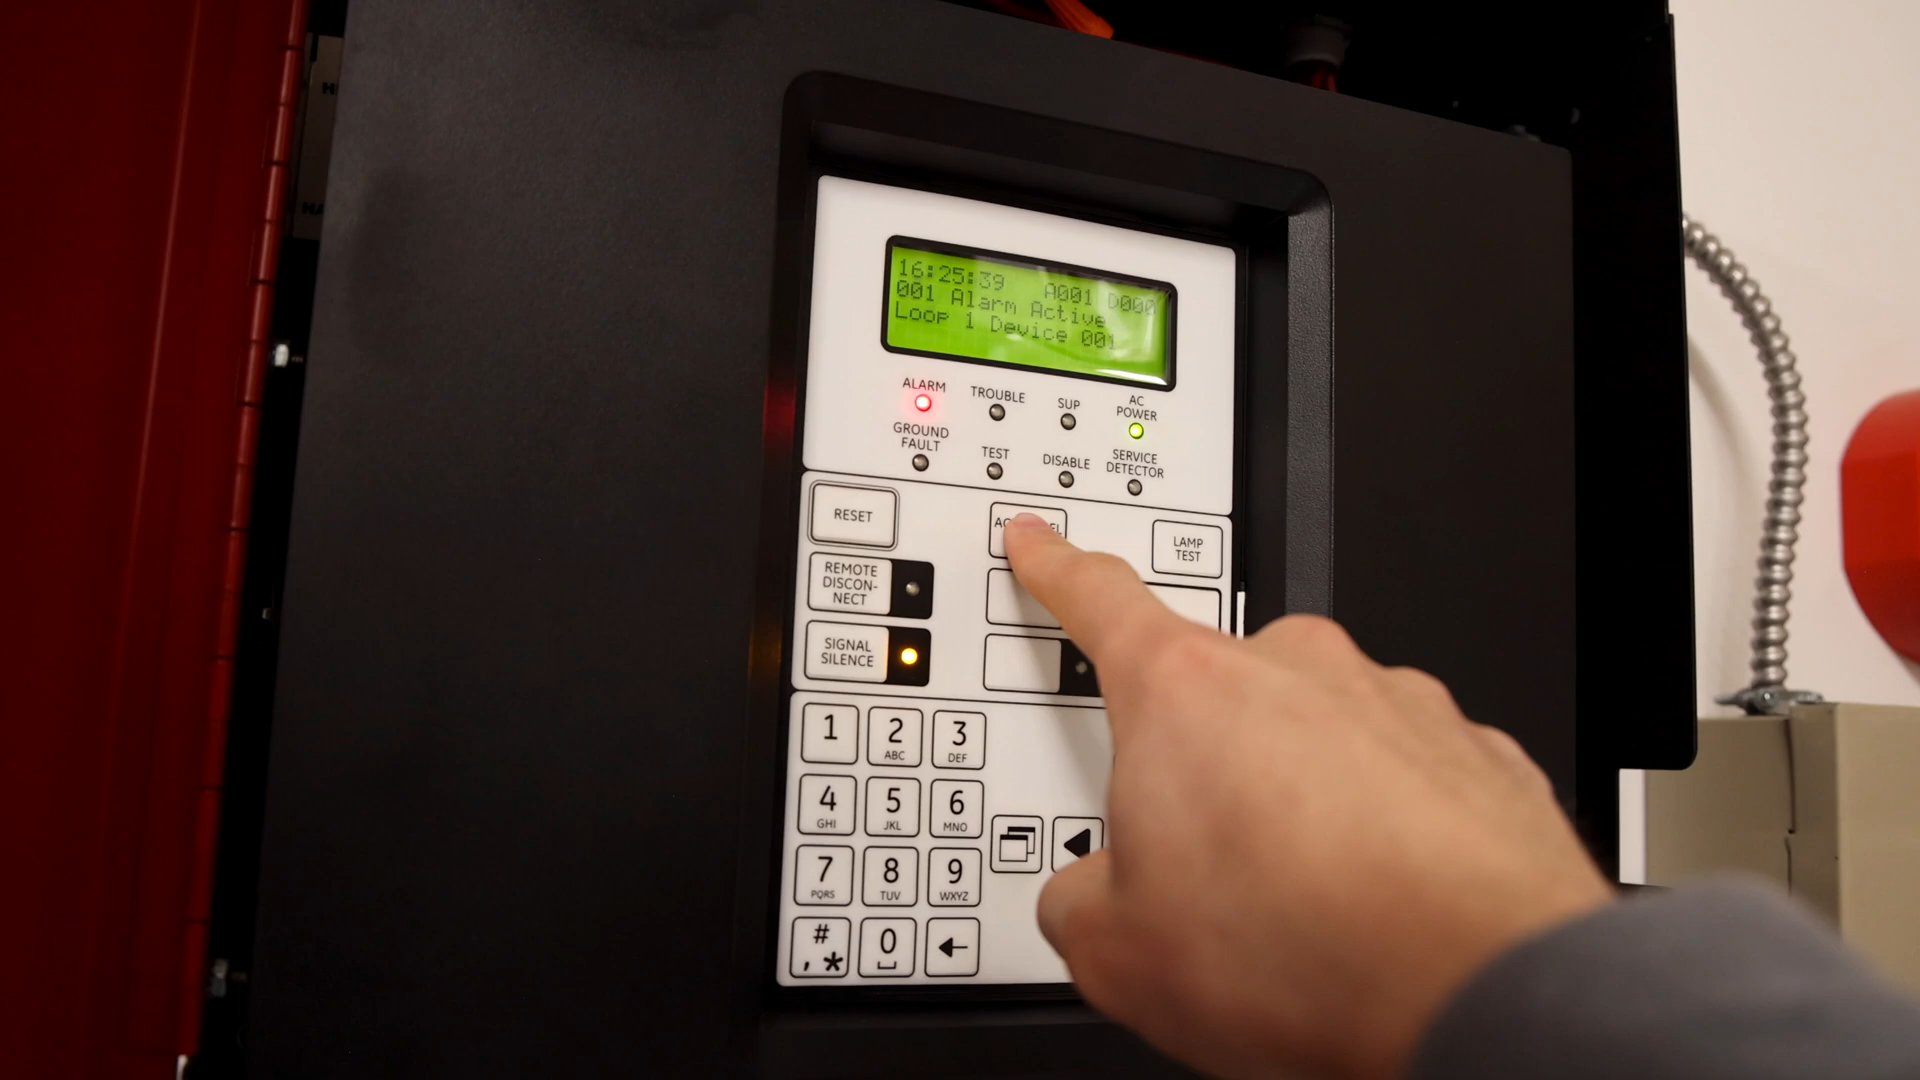 16:25:39 A001 D000
001 Alarm Active
Loop 1 Device 001
ALARM
TROUBLE
SUP
AC
POWER
GROUND
FAULT
TEST
DISABLE
SERVICE
DETECTOR
RESET
LAMP
TEST
REMOTE
DISCON-
NECT
SIGNAL
SILENCE
1
2
ABC
3
DEF
4
GHI
5
JKL
6
MNO
7
PQRS
8
TUV
9
WXYZ
#
, *
0